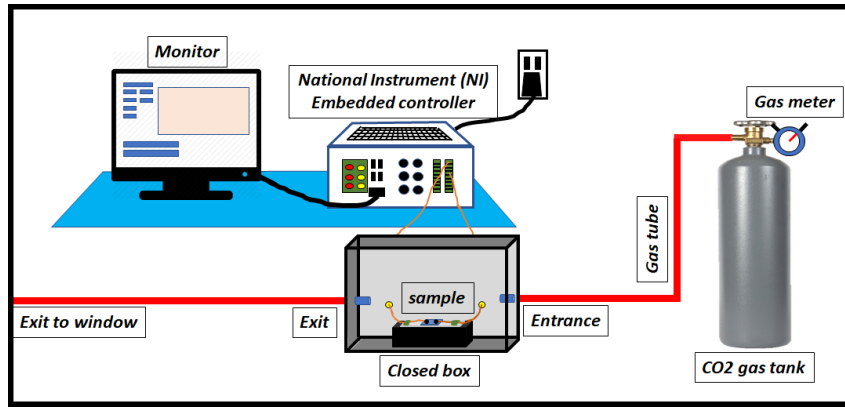 Monitor
National Instrument (NI)
Embedded controller
Gas meter
Gas tube
sample
Exit to window
Exit
Entrance
Closed box
CO2 gas tank